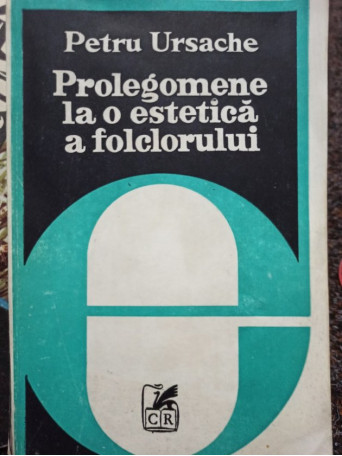 Petru Ursache
Prolegomene
la o estetică
a folclorului
CR